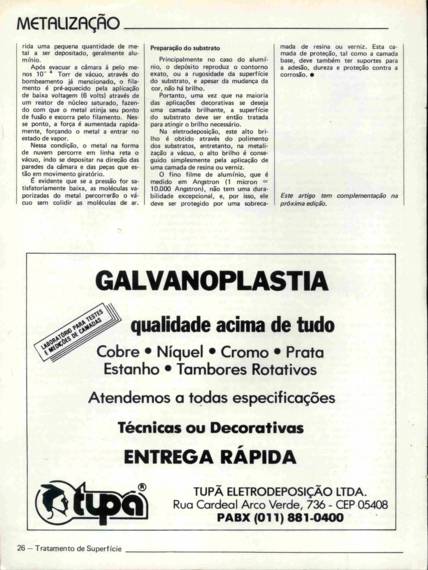 METALIZAÇÃO
rida uma pequena quantidade de me-
tal a ser depositado, geralmente alu-
mínio.
Após evacuar a câmara à pelo me-
nos 10⁻⁴ Torr de vácuo, através do
bombeamento já mencionado, o fila-
mento é pré-aquecido pela aplicação
de baixa voltagem (8 volts) através de
um reator de núcleo saturado, fazen-
do com que o metal atinja seu ponto
de fusão e escorra pelo filamento. Nes-
se ponto, a força é aumentada rapida-
mente, forçando o metal a entrar no
estado de vapor.
Nessa condição, o metal na forma
de nuvem percorre em linha reta o
vácuo, indo se depositar na direção das
paredes da câmara e das peças que es-
tão em movimento giratório.
É evidente que se a pressão for sa-
tisfatoriamente baixa, as moléculas va-
porizadas do metal percorrerão o vá-
cuo sem colidir as moléculas de ar.
Preparação do substrato
Principalmente no caso do alumí-
nio, o depósito reproduz o contorno
exato, ou a rugosidade da superfície
do substrato, e apesar da mudança da
cor, não há brilho.
Portanto, uma vez que na maioria
das aplicações decorativas se deseja
uma camada brilhante, a superfície
do substrato deve ser então tratada
para atingir o brilho necessário.
Na eletrodeposição, este alto bri-
lho é obtido através do polimento
dos substratos, entretanto, na metali-
zação a vácuo, o alto brilho é conse-
guido simplesmente pela aplicação de
uma camada de resina ou verniz.
O fino filme de alumínio, que é
medido em Angstron (1 micron =
10.000 Angstron), não tem uma dura-
bilidade excepcional, e, por isso, ele
deve ser protegido por uma sobreca-
mada de resina ou verniz. Esta ca-
mada de proteção, tal como a camada
base, deve também ter suportes para
a adesão, dureza e proteção contra a
corrosão. ●
Este artigo tem complementação na
próxima edição.
GALVANOPLASTIA
LABORATÓRIO PARA TESTES
E MEDIÇÕES DE CAMADAS
qualidade acima de tudo
Cobre • Níquel • Cromo • Prata
Estanho • Tambores Rotativos
Atendemos a todas especificações
Técnicas ou Decorativas
ENTREGA RÁPIDA
tupã®
TUPÃ ELETRODEPOSIÇÃO LTDA.
Rua Cardeal Arco Verde, 736 - CEP 05408
PABX (011) 881-0400
26 — Tratamento de Superfície